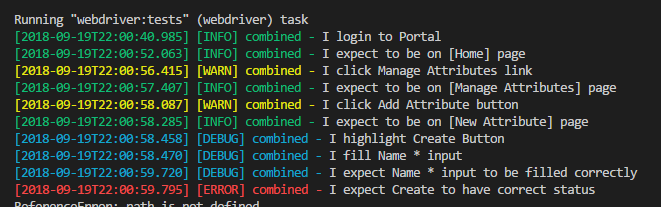 Running "webdriver:tests" (webdriver) task
[2018-09-19T22:00:40.985] [INFO] combined - I login to Portal
[2018-09-19T22:00:52.063] [INFO] combined - I expect to be on [Home] page
[2018-09-19T22:00:56.415] [WARN] combined - I click Manage Attributes link
[2018-09-19T22:00:57.407] [INFO] combined - I expect to be on [Manage Attributes] page
[2018-09-19T22:00:58.087] [WARN] combined - I click Add Attribute button
[2018-09-19T22:00:58.285] [INFO] combined - I expect to be on [New Attribute] page
[2018-09-19T22:00:58.458] [DEBUG] combined - I highlight Create Button
[2018-09-19T22:00:58.470] [DEBUG] combined - I fill Name * input
[2018-09-19T22:00:59.720] [DEBUG] combined - I expect Name * input to be filled correctly
[2018-09-19T22:00:59.795] [ERROR] combined - I expect Create to have correct status
ReferenceError: path is not defined